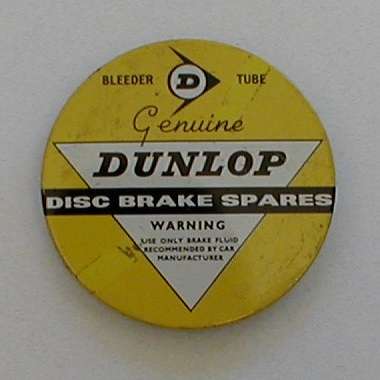 BLEEDER D TUBE
Genuine
DUNLOP
DISC BRAKE SPARES
WARNING
USE ONLY BRAKE FLUID
RECOMMENDED BY CAR
MANUFACTURER